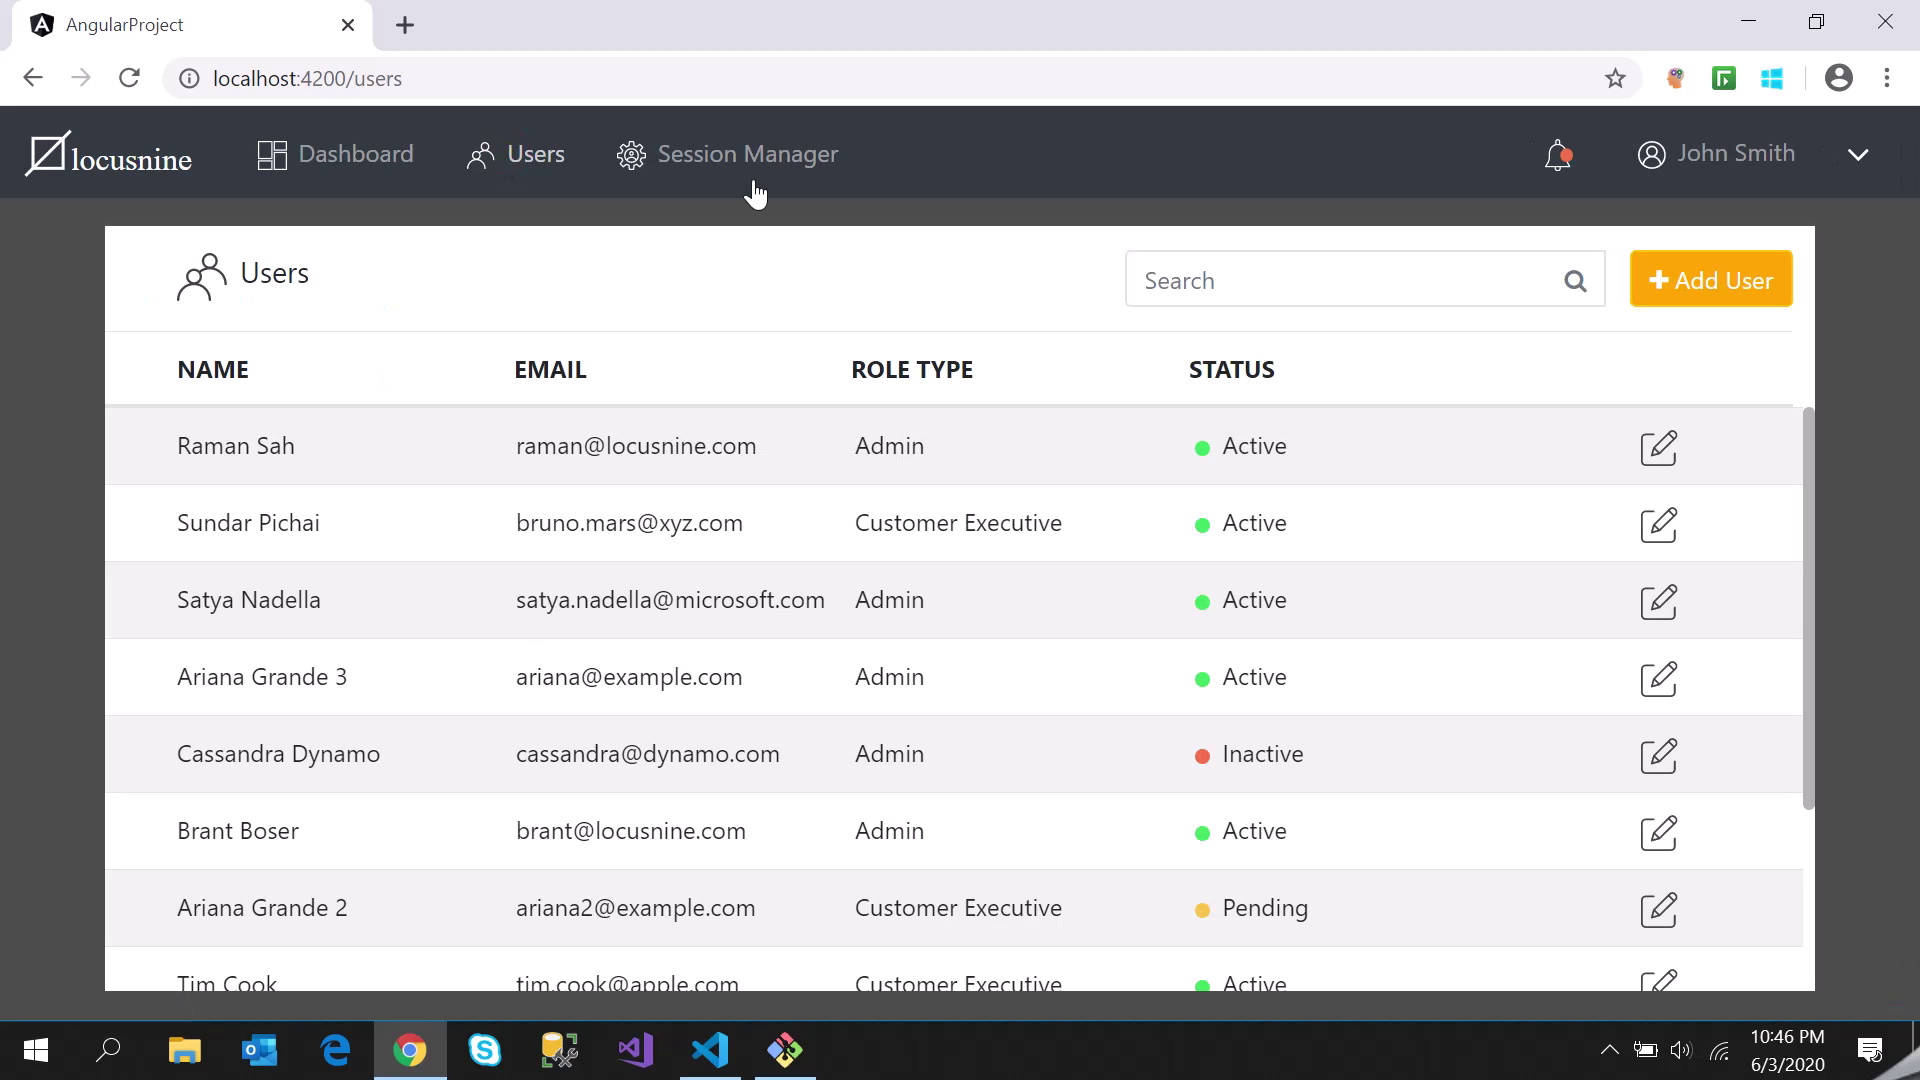 AngularProject
localhost:4200/users
locusnine Dashboard Users Session Manager John Smith
Users Search Add User
NAME EMAIL ROLE TYPE STATUS
Raman Sah raman@locusnine.com Admin Active
Sundar Pichai bruno.mars@xyz.com Customer Executive Active
Satya Nadella satya.nadella@microsoft.com Admin Active
Ariana Grande 3 ariana@example.com Admin Active
Cassandra Dynamo cassandra@dynamo.com Admin Inactive
Brant Boser brant@locusnine.com Admin Active
Ariana Grande 2 ariana2@example.com Customer Executive Pending
Tim Cook tim.cook@apple.com Customer Executive Active
10:46 PM
6/3/2020